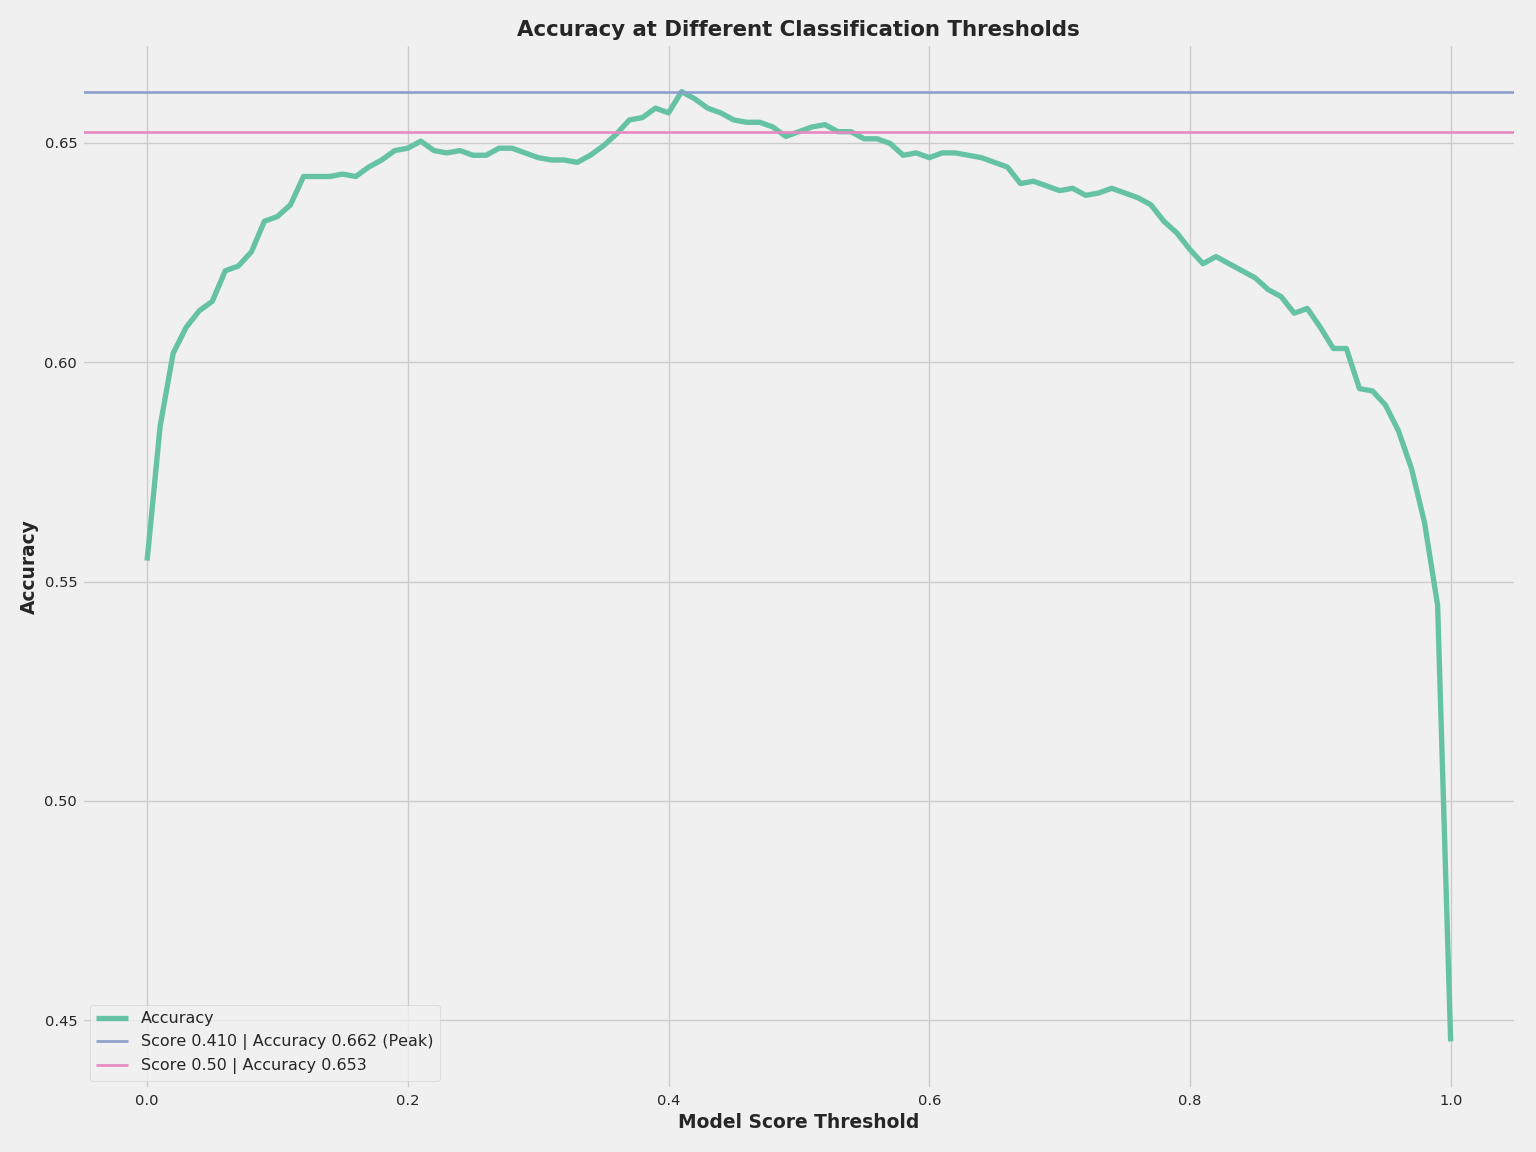 Accuracy at Different Classification Thresholds
Accuracy
0.65
0.60
0.55
0.50
0.45
Accuracy
Score 0.410 | Accuracy 0.662 (Peak)
Score 0.50 | Accuracy 0.653
0.0 0.2 0.4 0.6 0.8 1.0
Model Score Threshold